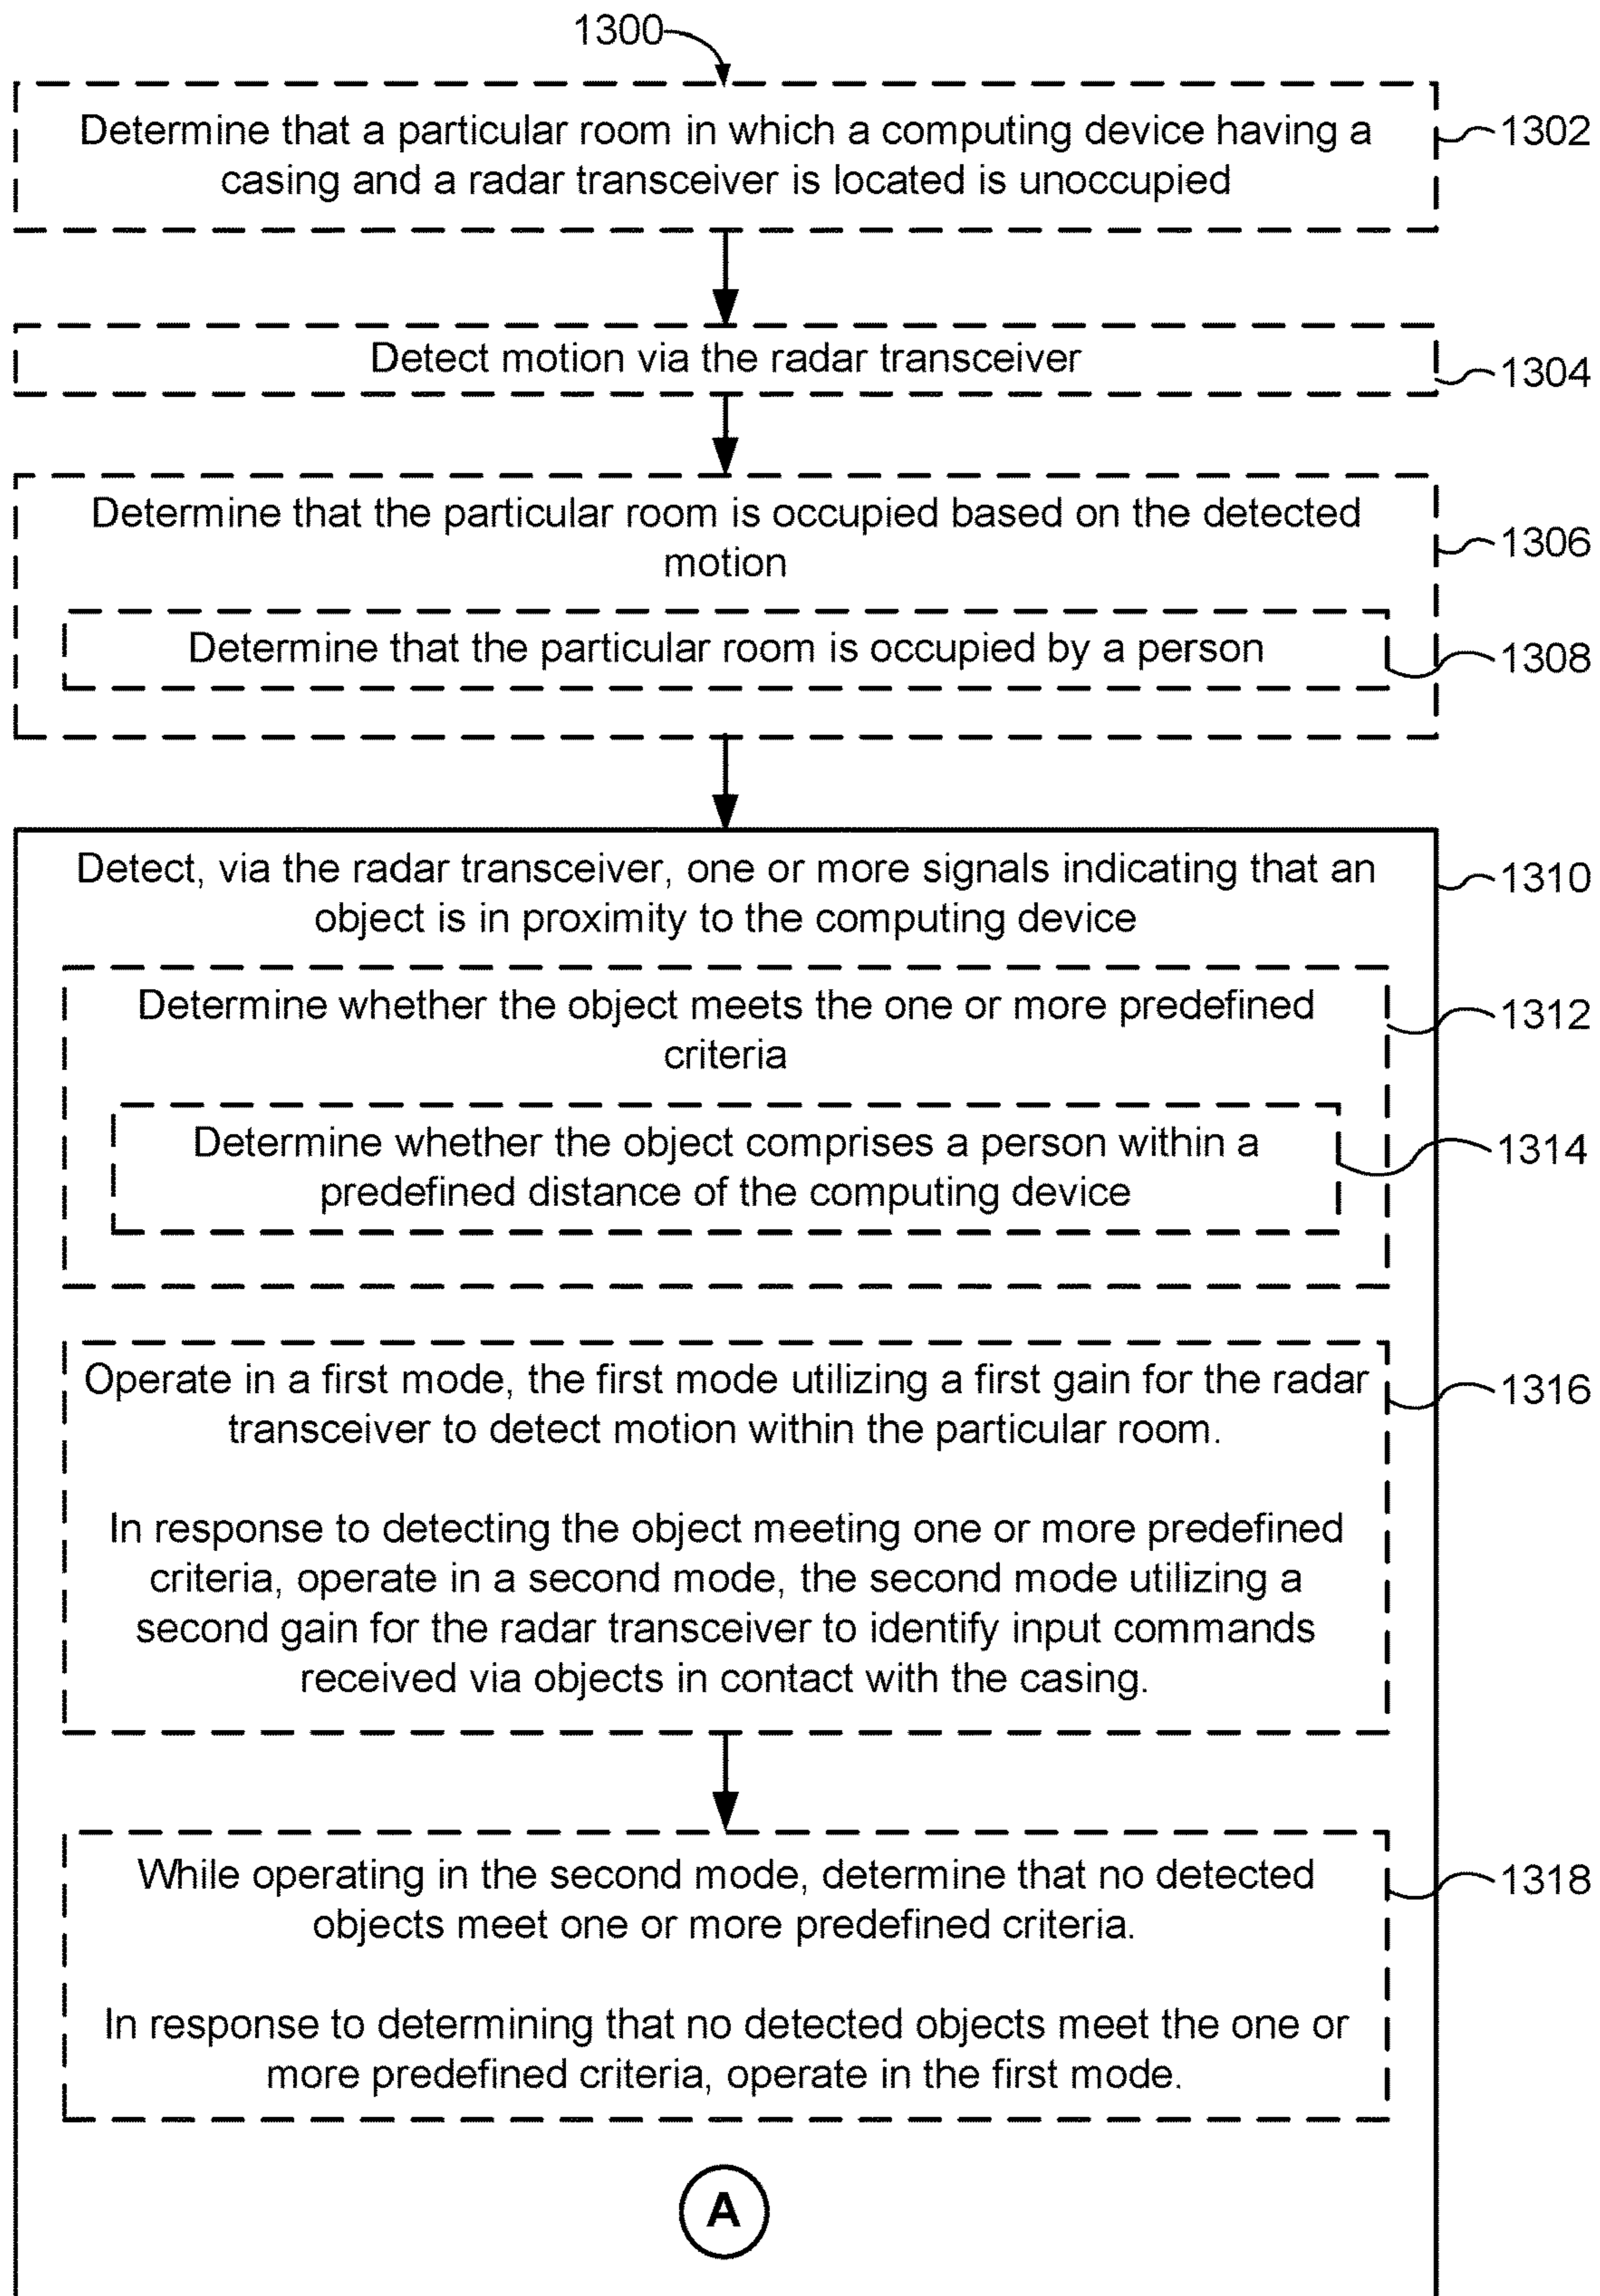 1300
Determine that a particular room in which a computing device having a
casing and a radar transceiver is located is unoccupied
1302
Detect motion via the radar transceiver
1304
Determine that the particular room is occupied based on the detected
motion
1306
Determine that the particular room is occupied by a person
1308
Detect, via the radar transceiver, one or more signals indicating that an
object is in proximity to the computing device
1310
Determine whether the object meets the one or more predefined
criteria
1312
Determine whether the object comprises a person within a
predefined distance of the computing device
1314
Operate in a first mode, the first mode utilizing a first gain for the radar
transceiver to detect motion within the particular room.
1316
In response to detecting the object meeting one or more predefined
criteria, operate in a second mode, the second mode utilizing a
second gain for the radar transceiver to identify input commands
received via objects in contact with the casing.
While operating in the second mode, determine that no detected
objects meet one or more predefined criteria.
1318
In response to determining that no detected objects meet the one or
more predefined criteria, operate in the first mode.
A